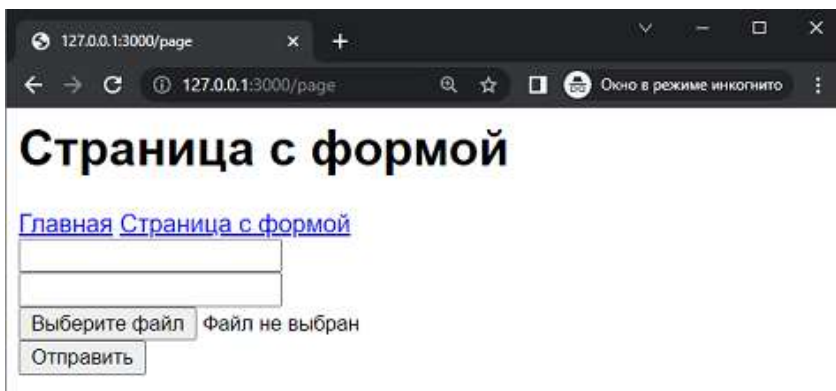 127.0.0.1:3000/page
127.0.0.1:3000/page Окно в режиме инкогнито
Страница с формой
Главная Страница с формой
Выберите файл Файл не выбран
Отправить